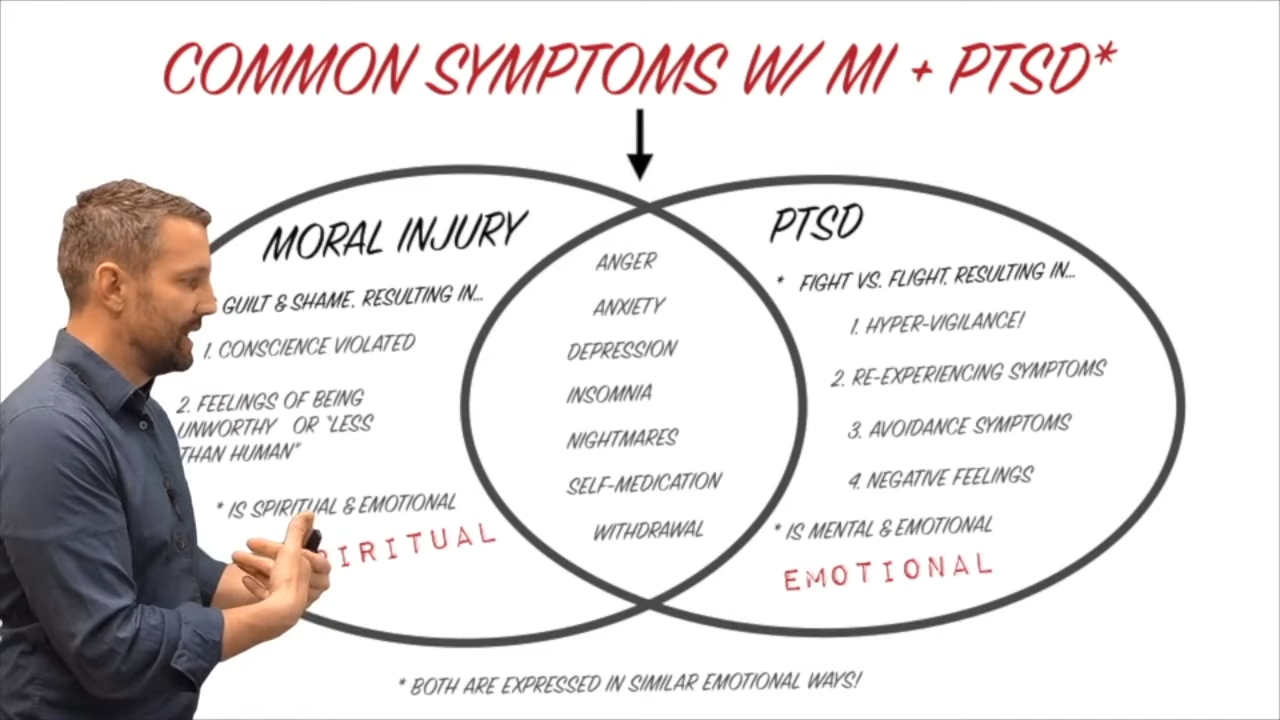 COMMON SYMPTOMS W/ MI + PTSD*
MORAL INJURY
GUILT & SHAME, RESULTING IN...
1. CONSCIENCE VIOLATED
2. FEELINGS OF BEING
UNWORTHY OR "LESS
THAN HUMAN"
* IS SPIRITUAL & EMOTIONAL
IRITUAL
ANGER
ANXIETY
DEPRESSION
INSOMNIA
NIGHTMARES
SELF-MEDICATION
WITHDRAWAL
PTSD
* FIGHT VS. FLIGHT, RESULTING IN...
1. HYPER-VIGILANCE!
2. RE-EXPERIENCING SYMPTOMS
3. AVOIDANCE SYMPTOMS
4. NEGATIVE FEELINGS
* IS MENTAL & EMOTIONAL
EMOTIONAL
* BOTH ARE EXPRESSED IN SIMILAR EMOTIONAL WAYS!